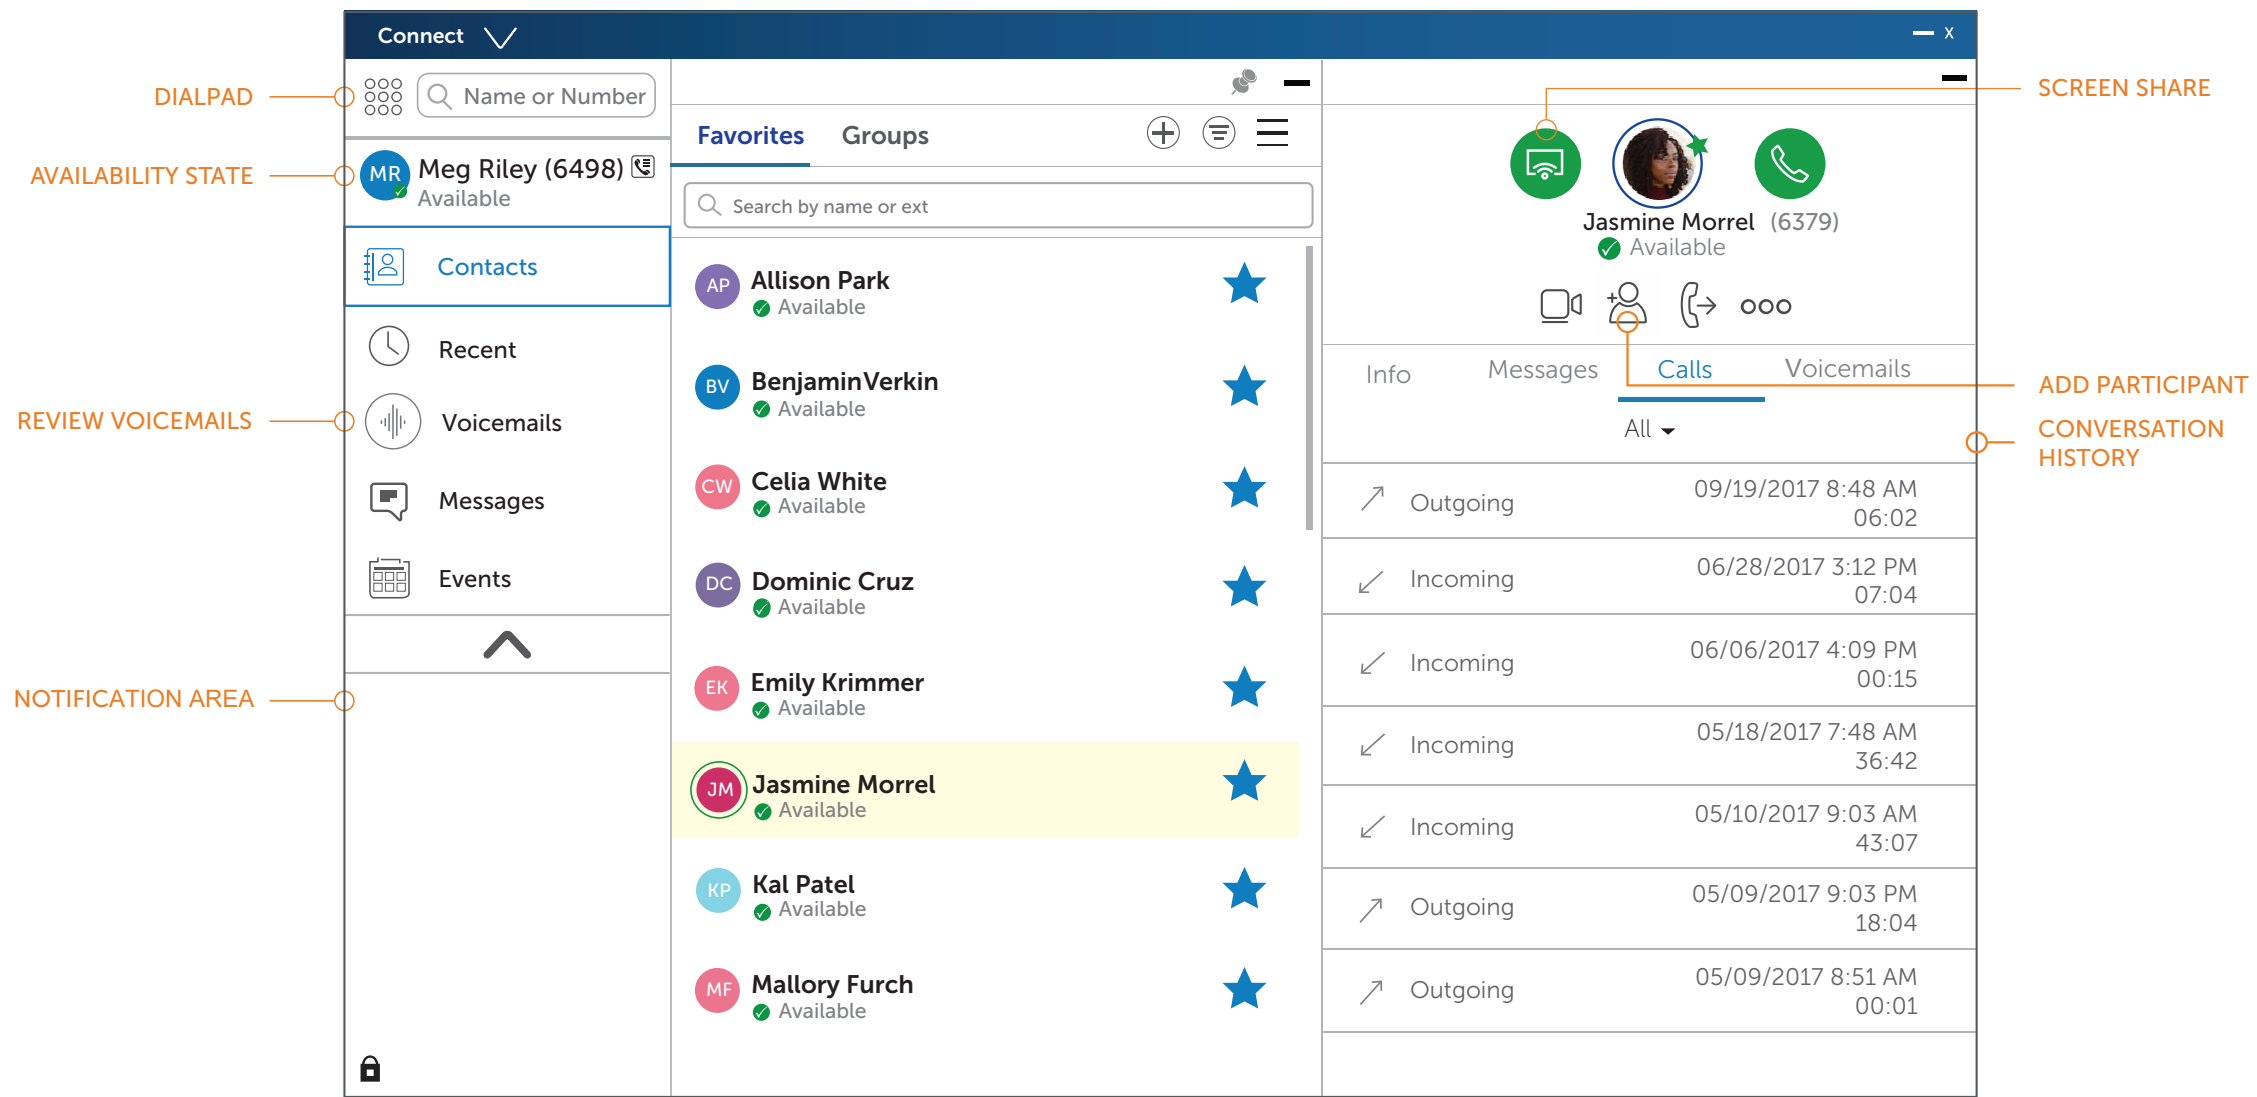 Connect
x
DIALPAD
Name or Number
AVAILABILITY STATE
MR
Meg Riley (6498)
Available
Contacts
Recent
REVIEW VOICEMAILS
Voicemails
Messages
Events
NOTIFICATION AREA
Favorites
Groups
Search by name or ext
AP
Allison Park
Available
BV
BenjaminVerkin
Available
CW
Celia White
Available
DC
Dominic Cruz
Available
EK
Emily Krimmer
Available
JM
Jasmine Morrel
Available
KP
Kal Patel
Available
MF
Mallory Furch
Available
SCREEN SHARE
Jasmine Morrel (6379)
Available
ADD PARTICIPANT
Info
Messages
Calls
Voicemails
All
CONVERSATION
HISTORY
Outgoing
09/19/2017 8:48 AM
06:02
Incoming
06/28/2017 3:12 PM
07:04
Incoming
06/06/2017 4:09 PM
00:15
Incoming
05/18/2017 7:48 AM
36:42
Incoming
05/10/2017 9:03 AM
43:07
Outgoing
05/09/2017 9:03 PM
18:04
Outgoing
05/09/2017 8:51 AM
00:01